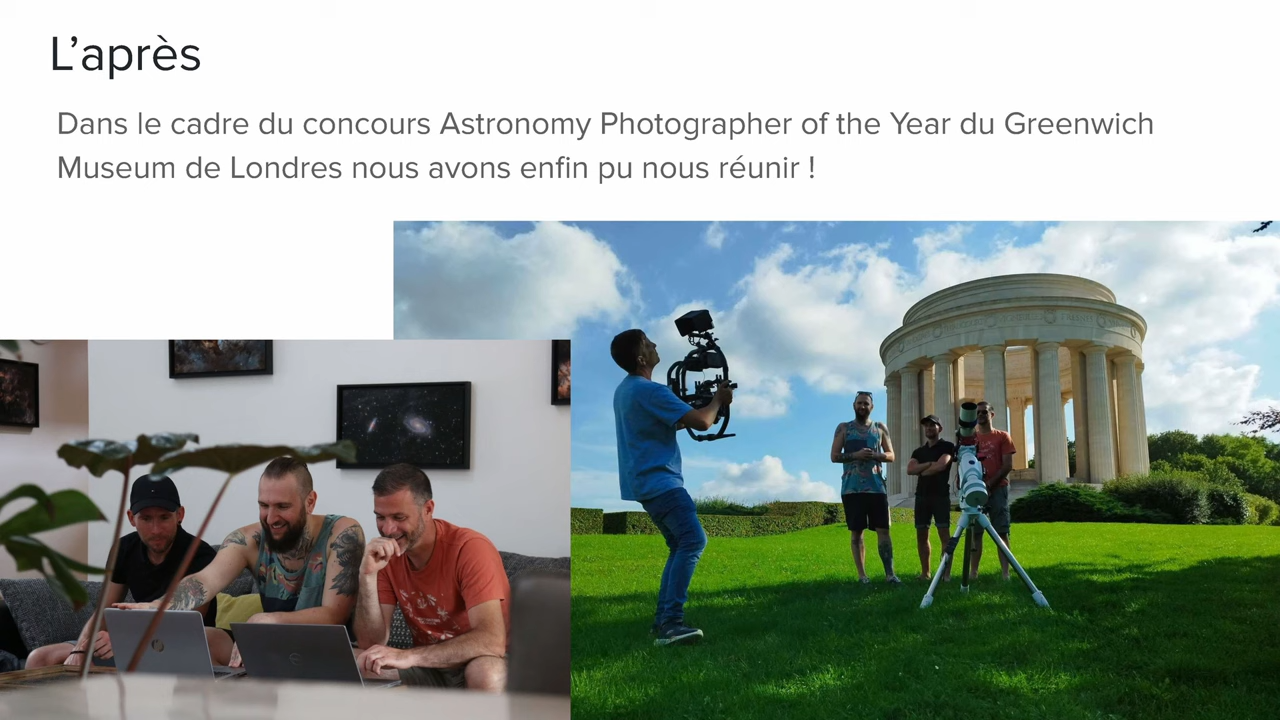 L’après
Dans le cadre du concours Astronomy Photographer of the Year du Greenwich
Museum de Londres nous avons enfin pu nous réunir !